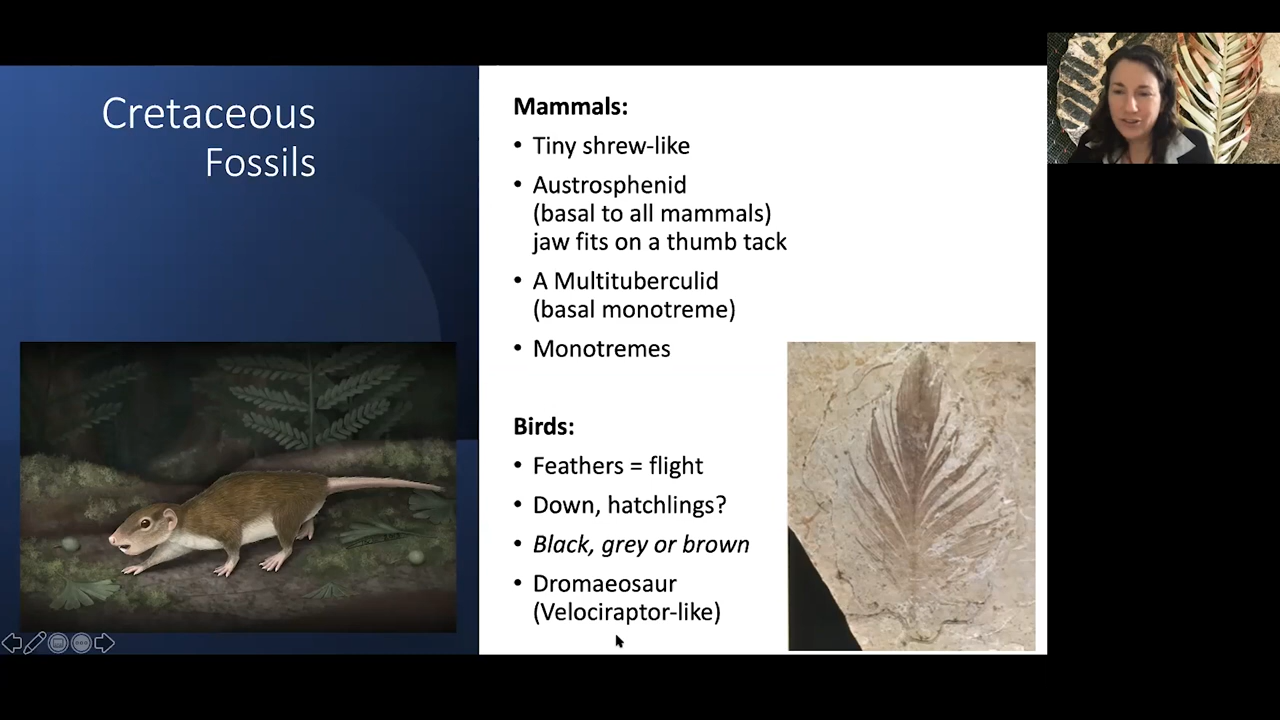 Cretaceous
Fossils
Mammals:
• Tiny shrew-like
• Austrosphenid
(basal to all mammals)
jaw fits on a thumb tack
• A Multituberculid
(basal monotreme)
• Monotremes
Birds:
• Feathers = flight
• Down, hatchlings?
• Black, grey or brown
• Dromaeosaur
(Velociraptor-like)